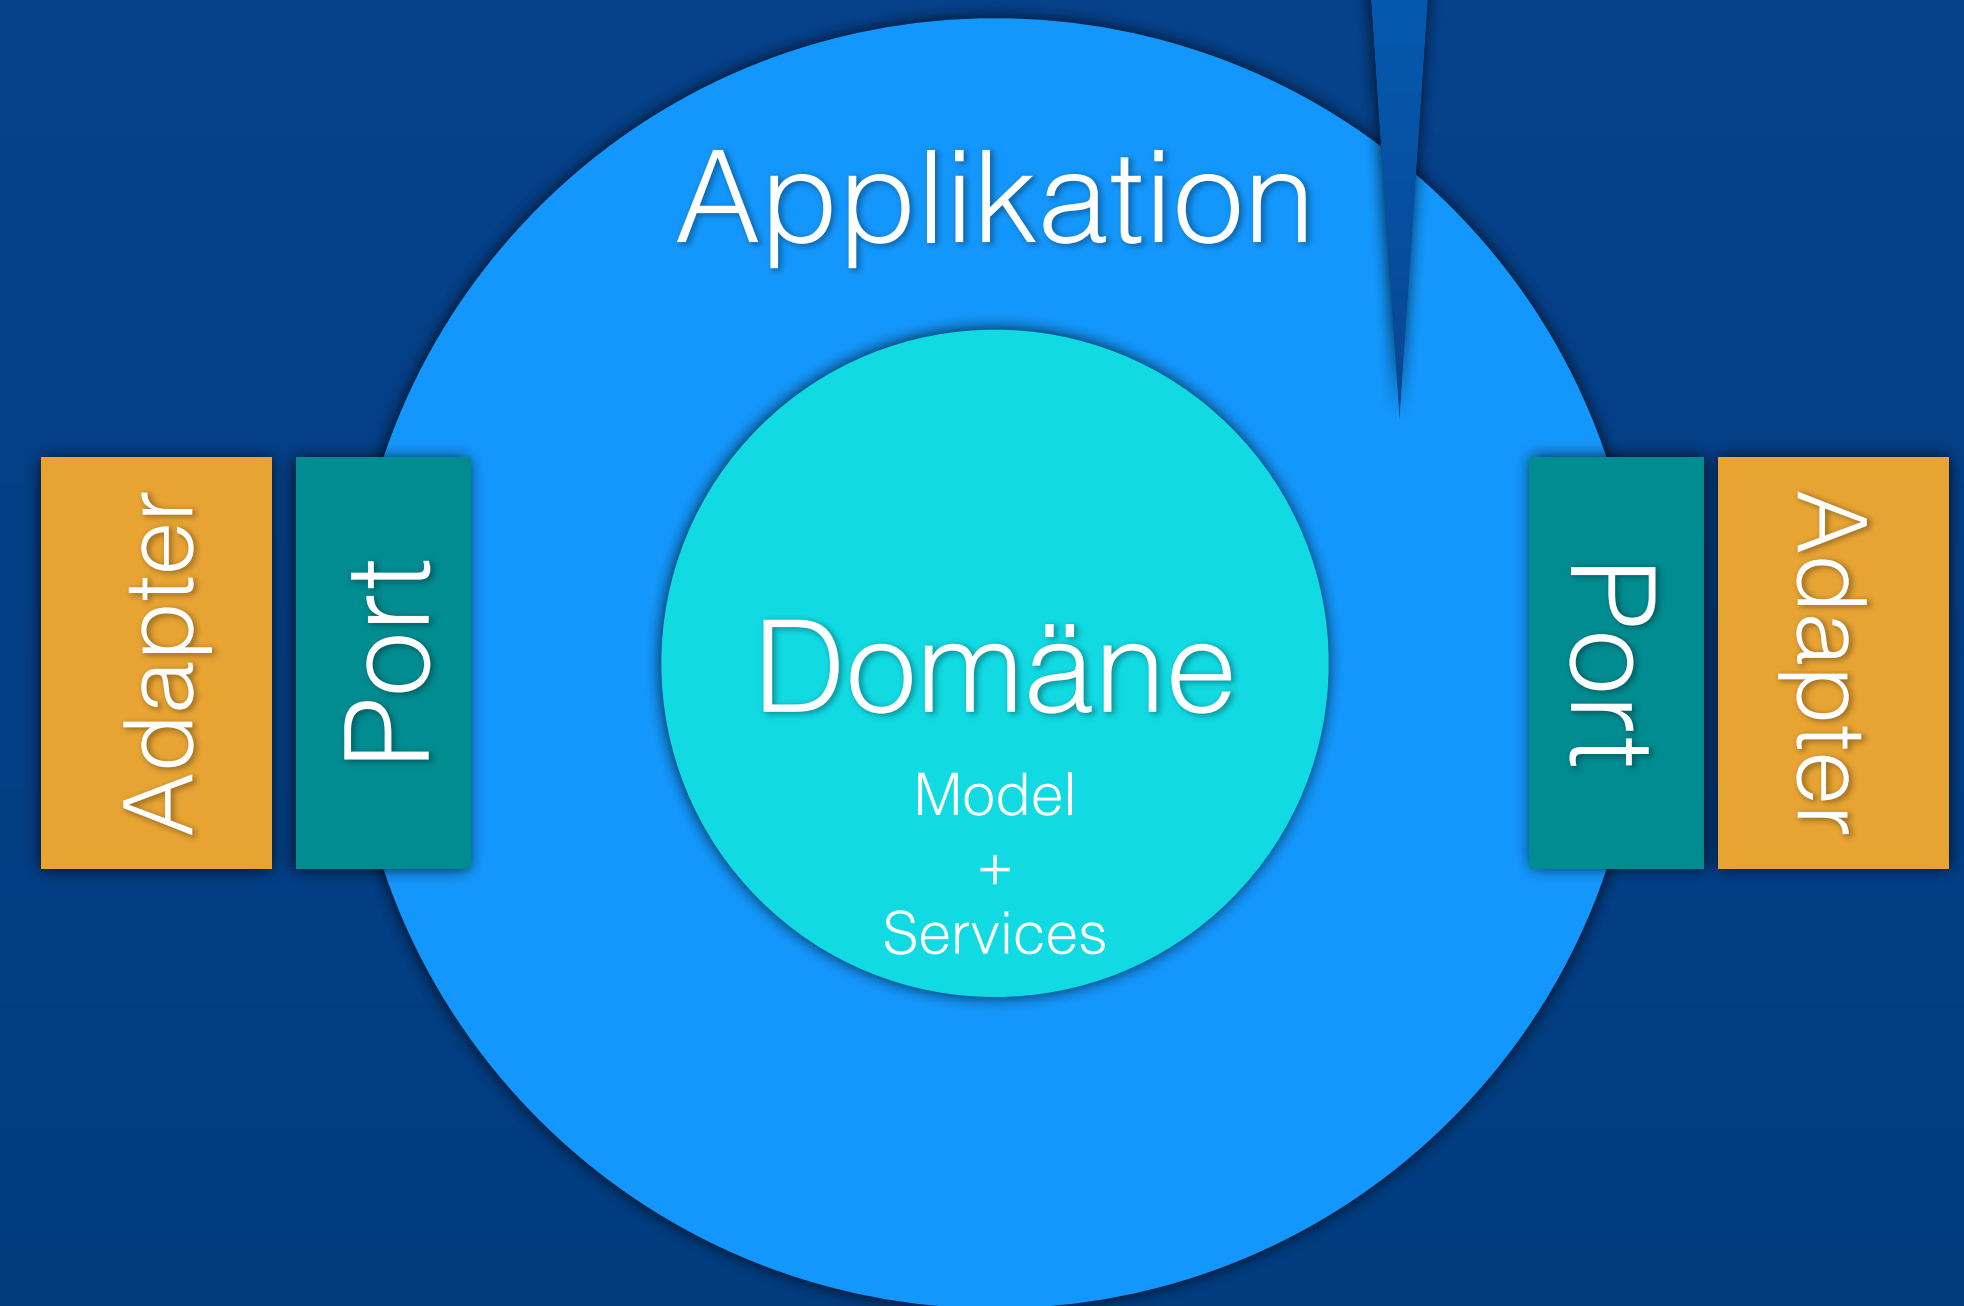 Applikation
Adapter
Port
Domäne
Model
+
Services
Port
Adapter